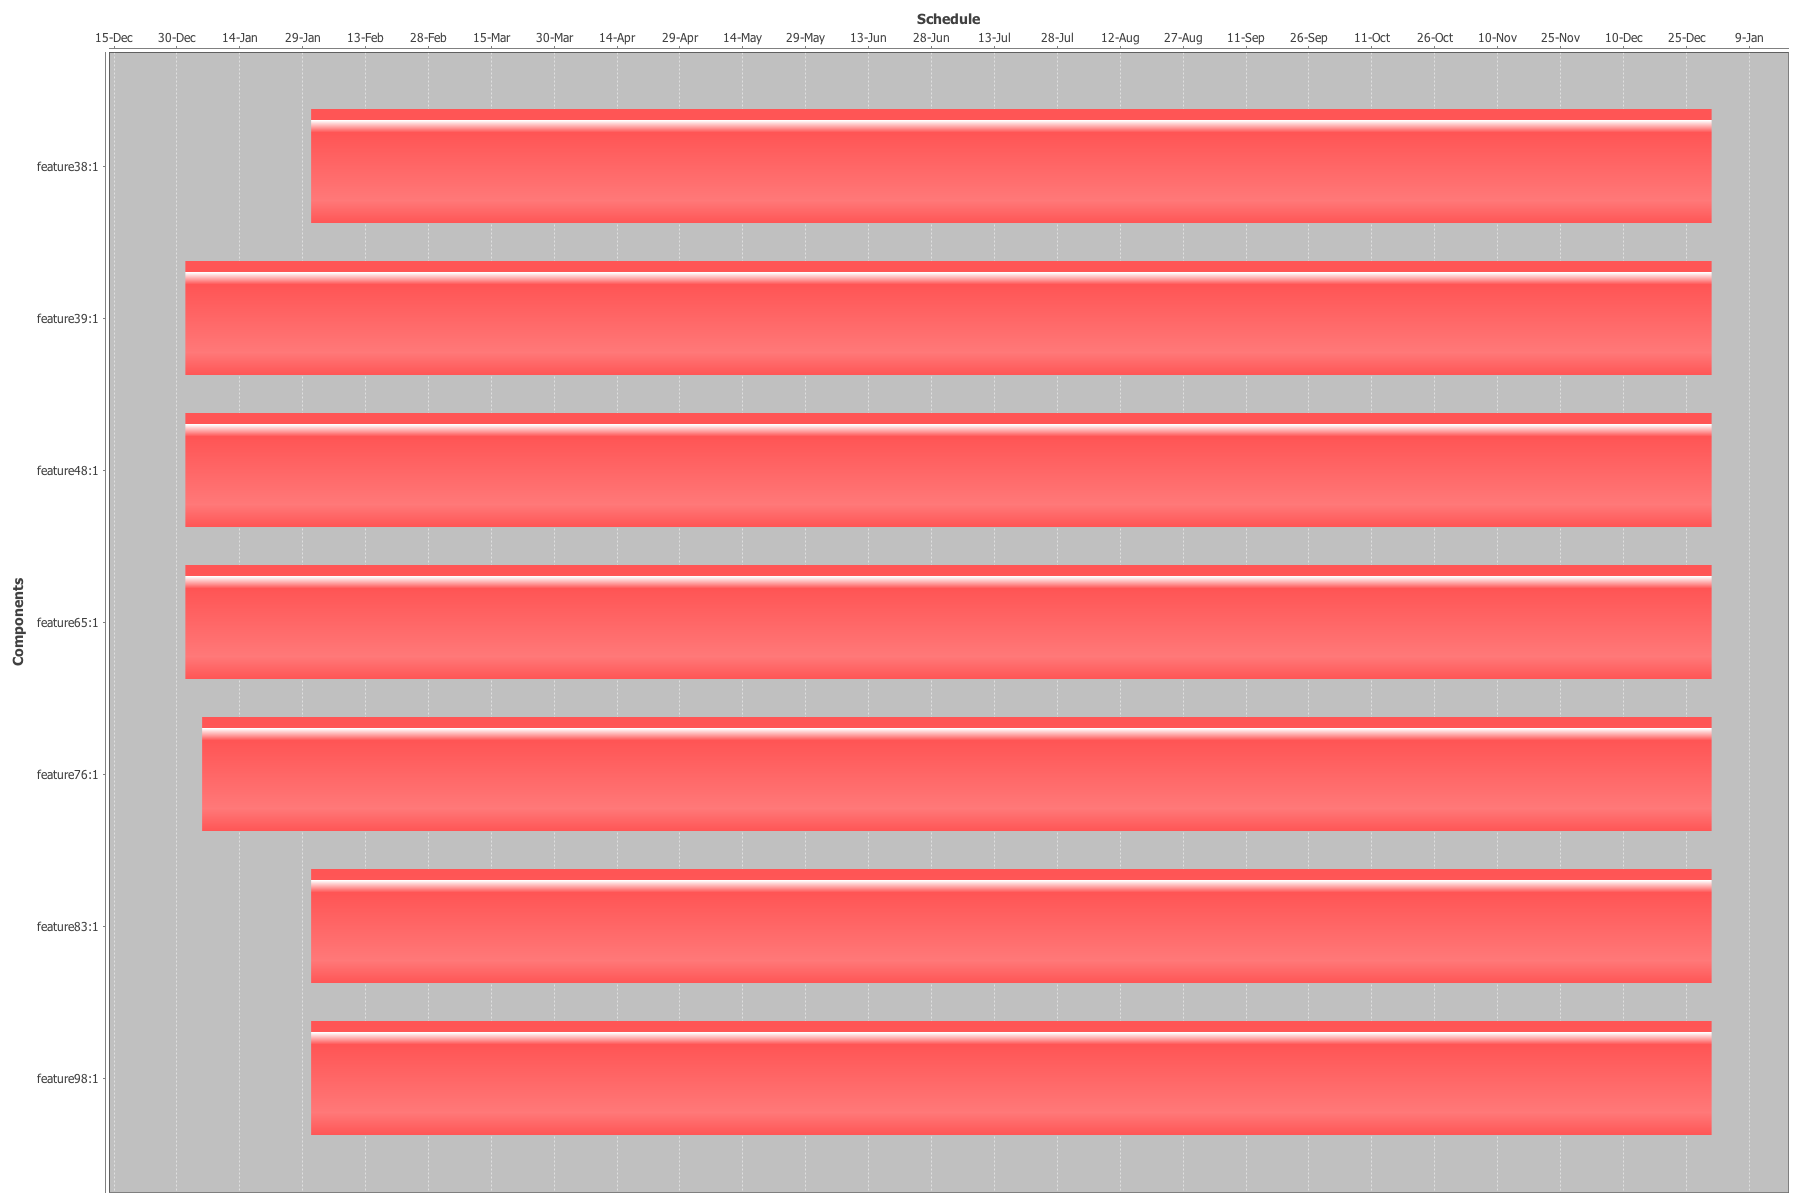 Schedule
15-Dec 30-Dec 14-Jan 29-Jan 13-Feb 28-Feb 15-Mar 30-Mar 14-Apr 29-Apr 14-May 29-May 13-Jun 28-Jun 13-Jul 28-Jul 12-Aug 27-Aug 11-Sep 26-Sep 11-Oct 26-Oct 10-Nov 25-Nov 10-Dec 25-Dec 9-Jan
Components
feature38:1
feature39:1
feature48:1
feature65:1
feature76:1
feature83:1
feature98:1